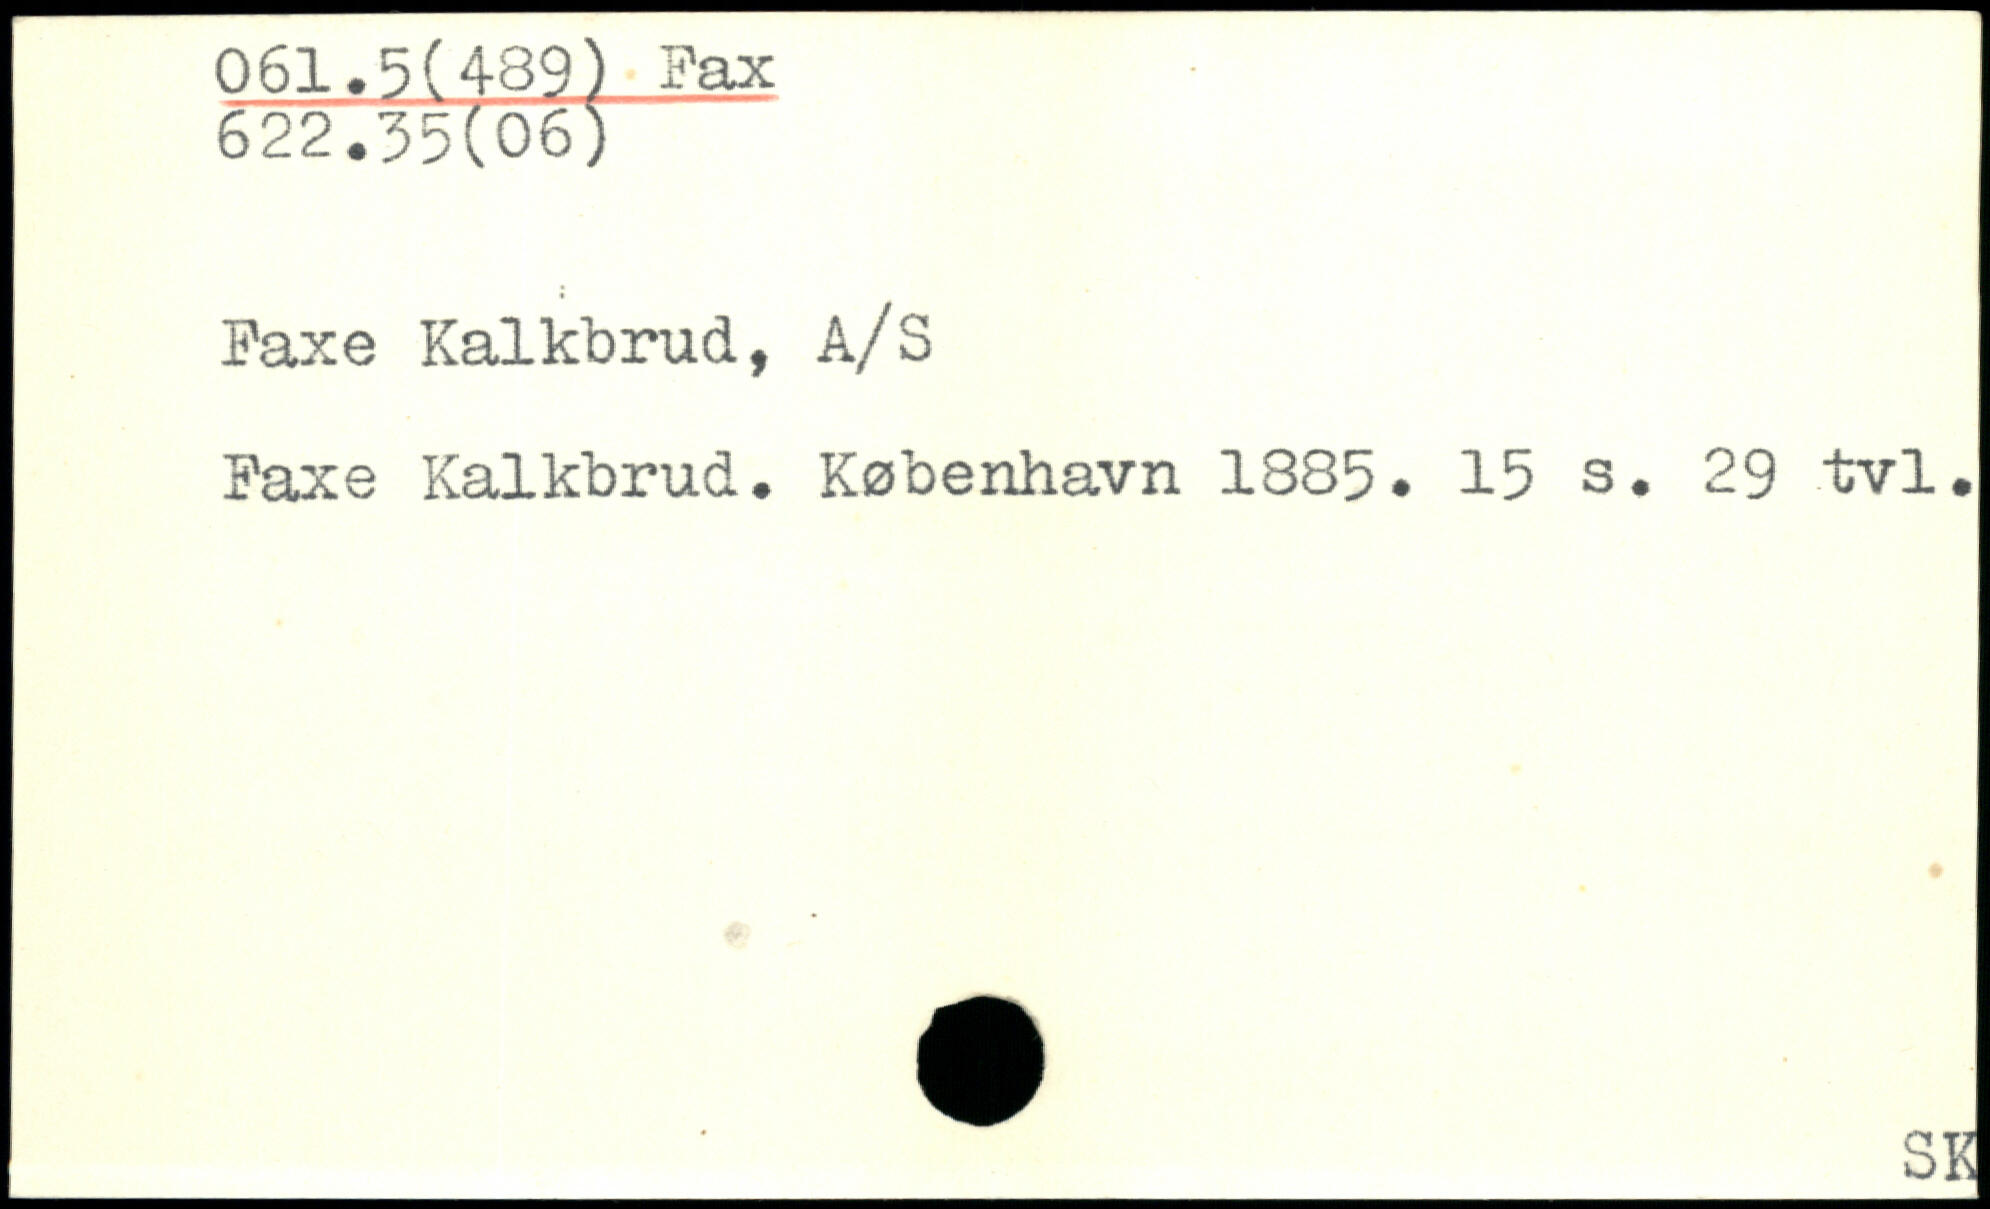 061.5(489) Fax
622.35(06)
Faxe Kalkbrud, A/S
Faxe Kalkbrud. København 1885. 15 s. 29 tvl.
SK